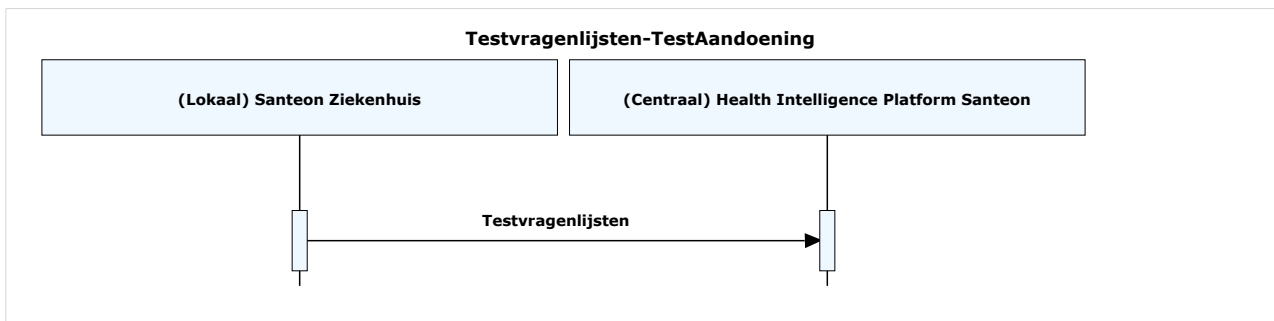 Testvragenlijsten-TestAandoening
(Lokaal) Santeon Ziekenhuis
(Centraal) Health Intelligence Platform Santeon
Testvragenlijsten